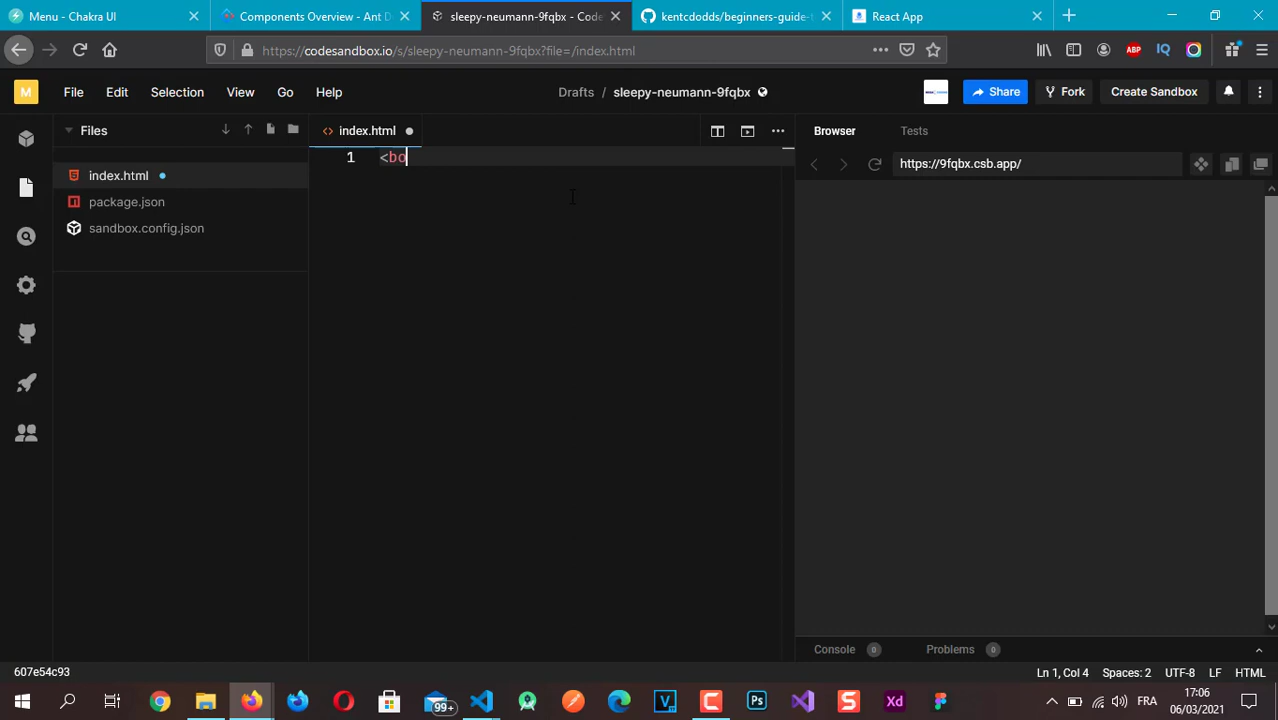 Menu - Chakra UI
Components Overview - Ant D
sleepy-neumann-9fqbx - Code
kentcdodds/beginners-guide-t
React App
https://codesandbox.io/s/sleepy-neumann-9fqbx?file=/index.html
ABP
IQ
M
File Edit Selection View Go Help
Drafts / sleepy-neumann-9fqbx
Share
Fork
Create Sandbox
Files
index.html
Browser
Tests
1 <bo
https://9fqbx.csb.app/
index.html
package.json
sandbox.config.json
Console 0
Problems 0
607e54c93
Ln 1, Col 4
Spaces: 2
UTF-8
LF
HTML
99+
Ps
Xd
FRA
17:06
06/03/2021